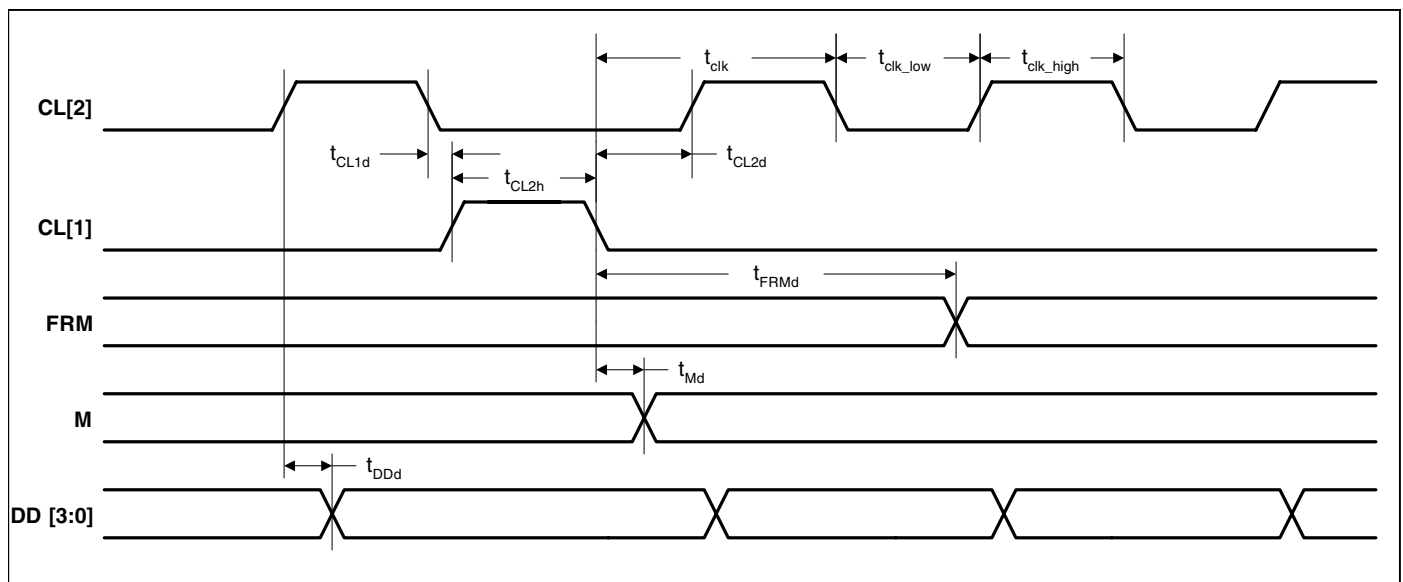 t_clk
t_clk_low
t_clk_high
CL[2]
t_CL1d
t_CL2d
t_CL2h
CL[1]
t_FRMd
FRM
t_Md
M
t_DDd
DD [3:0]